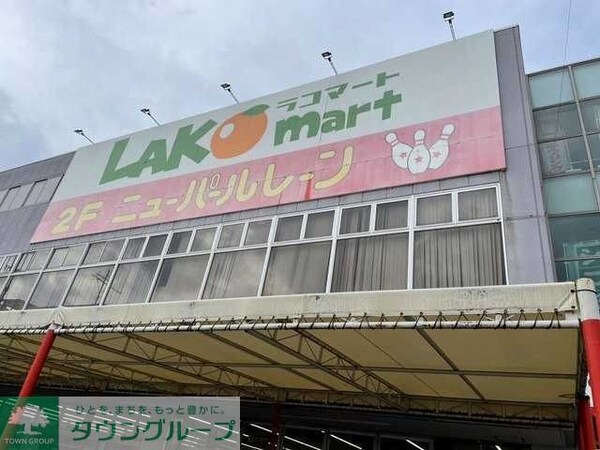 ラコマート
LAKO mart
2F ニューパールレーン
ひとを、まちを、もっと豊かに。
TOWN GROUP
タウングループ